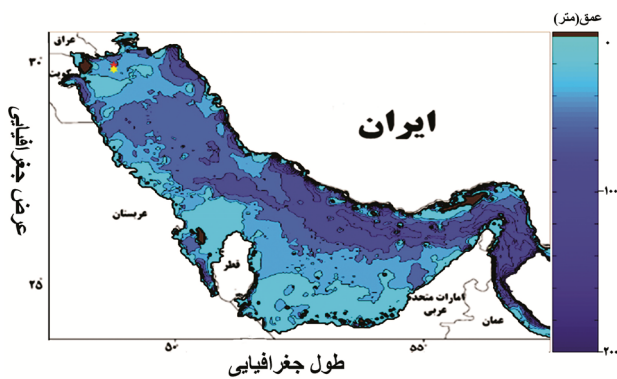 عمق(متر)
عراق
۳۰
۰
کویت
ایران
عرض جغرافیایی
-۱۰۰
عربستان
قطر
۲۵
امارات متحده
عربی
عمان
-۲۰۰
۵۰
۵۵
طول جغرافیایی